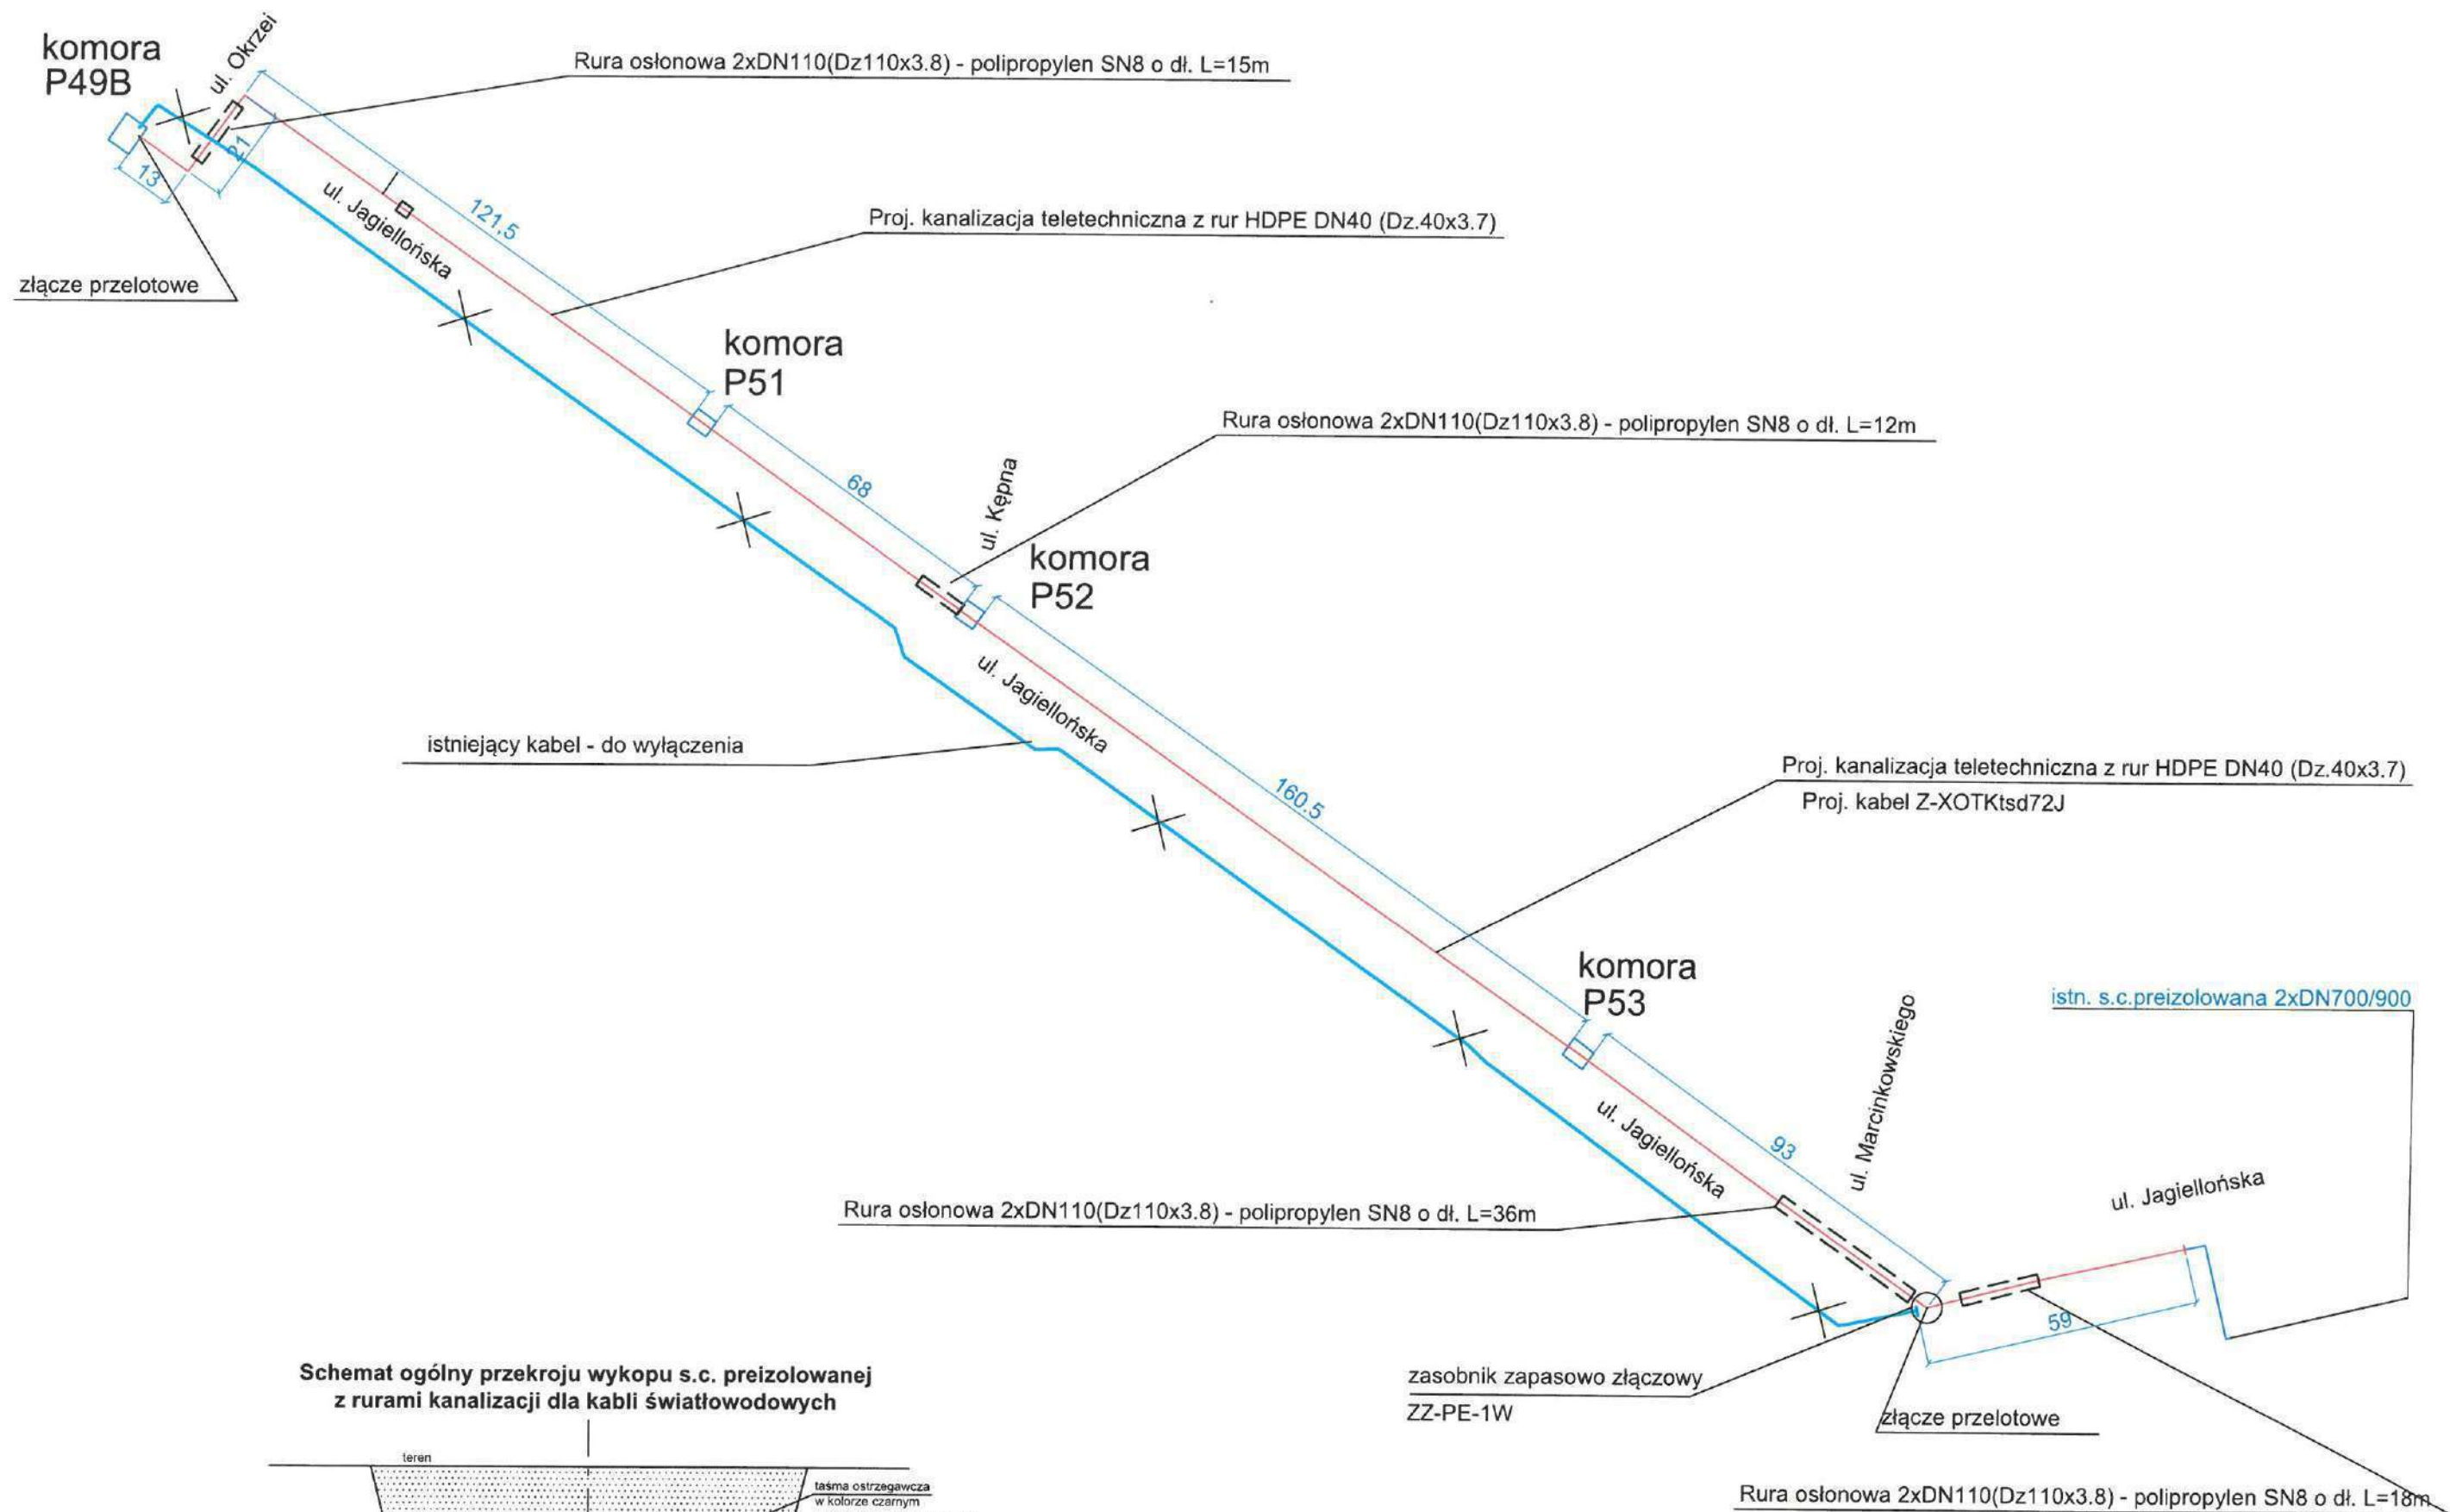 komora
P49B
ul. Okrzei
Rura osłonowa 2xDN110(Dz110x3.8) - polipropylen SN8 o dł. L=15m
21
13
ul. Jagiellońska
121,5
Proj. kanalizacja teletechniczna z rur HDPE DN40 (Dz.40x3.7)
złącze przelotowe
komora
P51
Rura osłonowa 2xDN110(Dz110x3.8) - polipropylen SN8 o dł. L=12m
68
ul. Kępna
komora
P52
ul. Jagiellońska
istniejący kabel - do wyłączenia
160.5
Proj. kanalizacja teletechniczna z rur HDPE DN40 (Dz.40x3.7)
Proj. kabel Z-XOTKtsd72J
komora
P53
ul. Marcinkowskiego
istn. s.c.preizolowana 2xDN700/900
ul. Jagiellońska
93
ul. Jagiellońska
Rura osłonowa 2xDN110(Dz110x3.8) - polipropylen SN8 o dł. L=36m
59
Schemat ogólny przekroju wykopu s.c. preizolowanej
z rurami kanalizacji dla kabli światłowodowych
zasobnik zapasowo złączowy
ZZ-PE-1W
złącze przelotowe
teren
taśma ostrzegawcza
w kolorze czarnym
Rura osłonowa 2xDN110(Dz110x3.8) - polipropylen SN8 o dł. L=18m